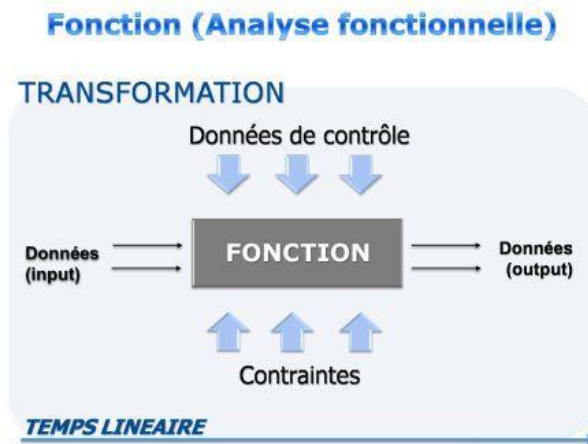 Fonction (Analyse fonctionnelle)
TRANSFORMATION
Données de contrôle
Données
(input)
FONCTION
Données
(output)
Contraintes
TEMPS LINEAIRE